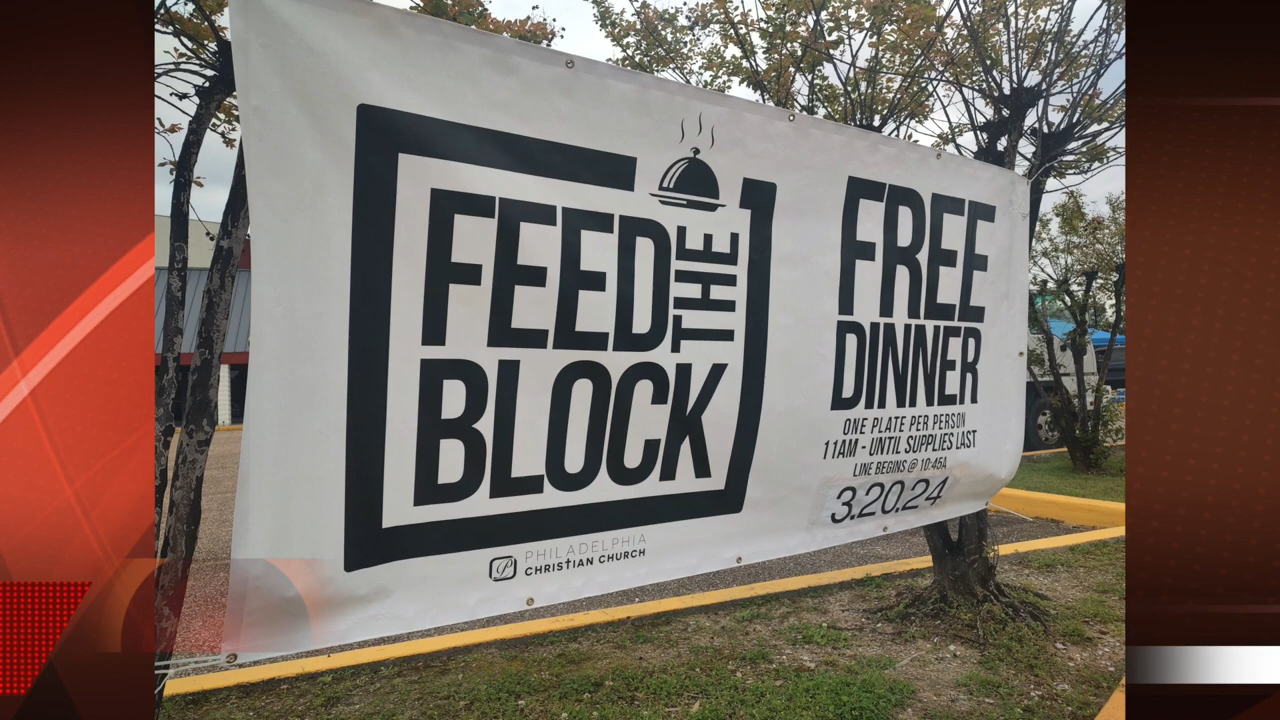 FEED THE
BLOCK
PHILADELPHIA
CHRISTIAN CHURCH
FREE
DINNER
ONE PLATE PER PERSON
11AM - UNTIL SUPPLIES LAST
LINE BEGINS @ 10:45A
3.20.24